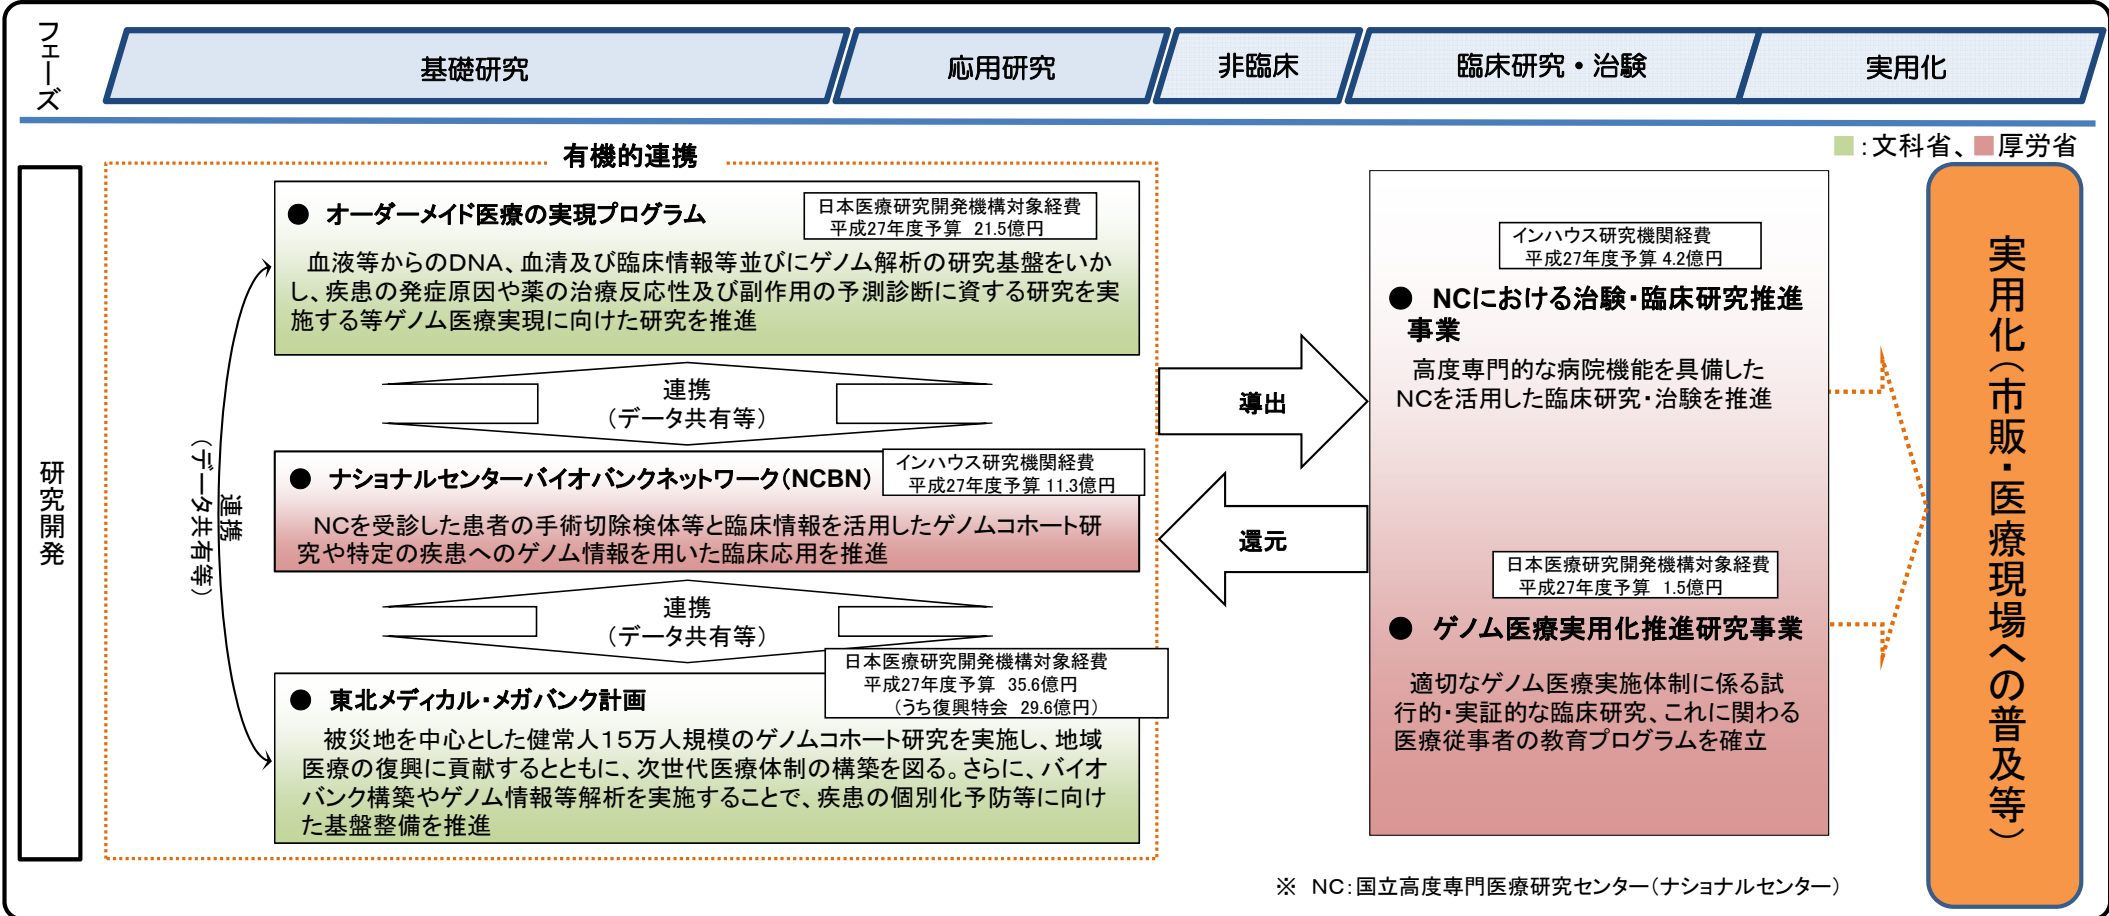 フェーズ
基礎研究
応用研究
非臨床
臨床研究・治験
実用化
■:文科省、■厚労省
研究開発
有機的連携
● オーダーメイド医療の実現プログラム
日本医療研究開発機構対象経費
平成27年度予算 21.5億円
血液等からのDNA、血清及び臨床情報等並びにゲノム解析の研究基盤をいか
し、疾患の発症原因や薬の治療反応性及び副作用の予測診断に資する研究を実
施する等ゲノム医療実現に向けた研究を推進
連携
(データ共有等)
連携
(データ共有等)
● ナショナルセンターバイオバンクネットワーク(NCBN)
インハウス研究機関経費
平成27年度予算 11.3億円
NCを受診した患者の手術切除検体等と臨床情報を活用したゲノムコホート研
究や特定の疾患へのゲノム情報を用いた臨床応用を推進
連携
(データ共有等)
日本医療研究開発機構対象経費
平成27年度予算 35.6億円
(うち復興特会 29.6億円)
● 東北メディカル・メガバンク計画
被災地を中心とした健常人15万人規模のゲノムコホート研究を実施し、地域
医療の復興に貢献するとともに、次世代医療体制の構築を図る。さらに、バイオ
バンク構築やゲノム情報等解析を実施することで、疾患の個別化予防等に向け
た基盤整備を推進
導出
還元
インハウス研究機関経費
平成27年度予算 4.2億円
● NCにおける治験・臨床研究推進
事業
高度専門的な病院機能を具備した
NCを活用した臨床研究・治験を推進
日本医療研究開発機構対象経費
平成27年度予算 1.5億円
● ゲノム医療実用化推進研究事業
適切なゲノム医療実施体制に係る試
行的・実証的な臨床研究、これに関わる
医療従事者の教育プログラムを確立
実用化(市販・医療現場への普及等)
※ NC:国立高度専門医療研究センター(ナショナルセンター)